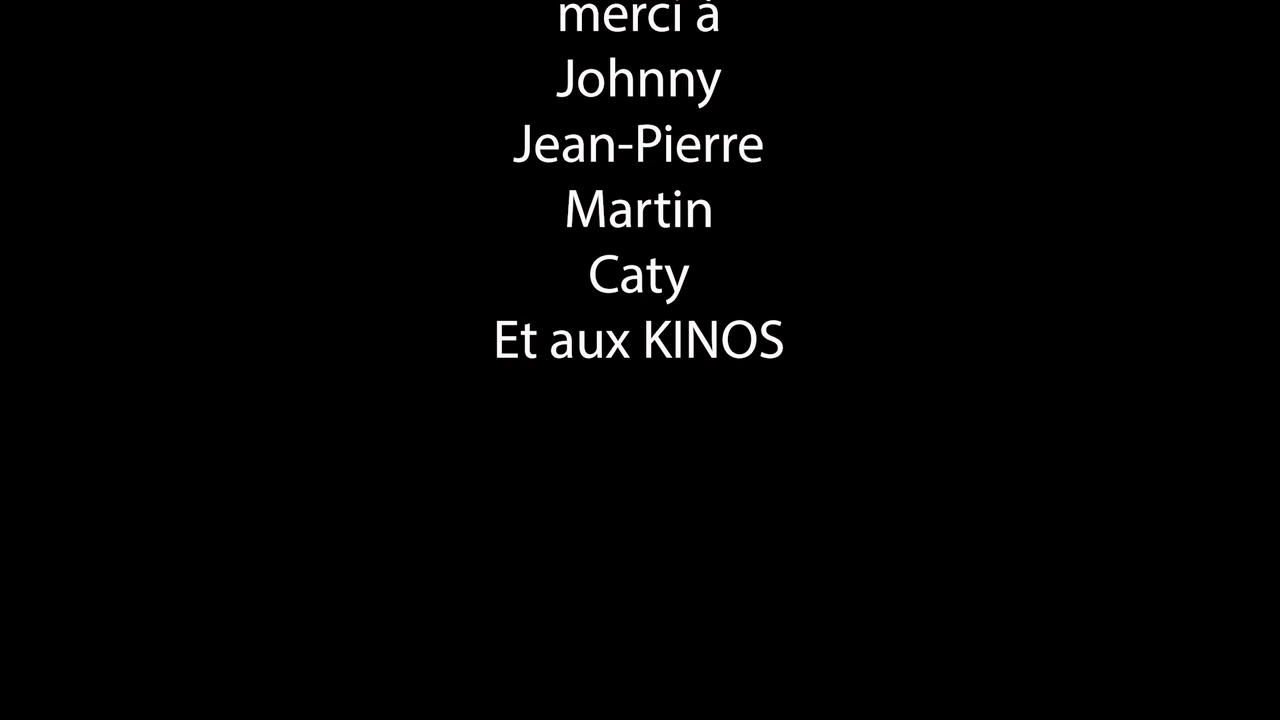 merci à
Johnny
Jean-Pierre
Martin
Caty
Et aux KINOS